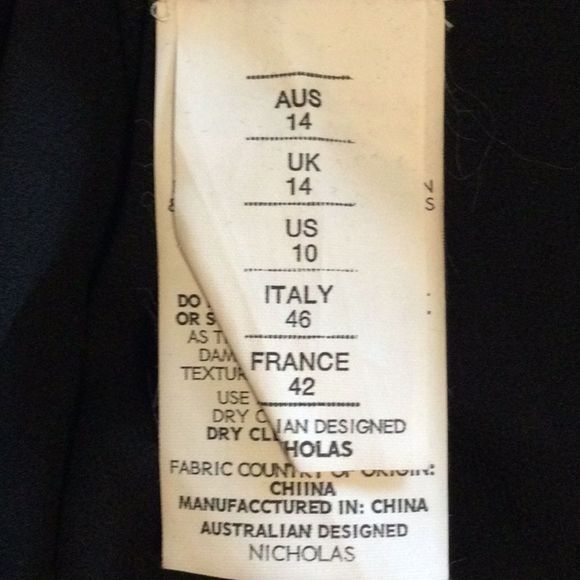 AUS
14
UK
14
US
10
ITALY
46
FRANCE
42
IAN DESIGNED
HOLAS
N
S
DO
OR S
AS T
DAM
TEXTUR
USE
DRY C
DRY CL
FABRIC COUNTRY OF ORIGIN:
CHIINA
MANUFACCTURED IN: CHINA
AUSTRALIAN DESIGNED
NICHOLAS